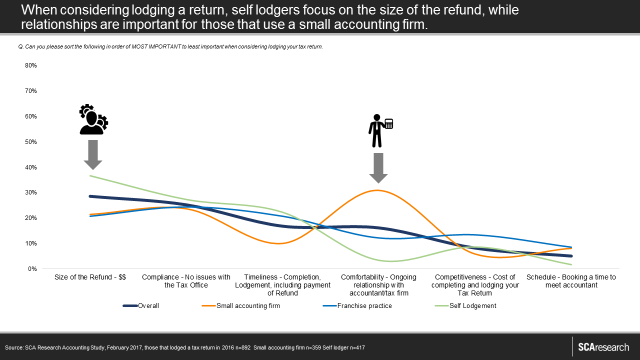 When considering lodging a return, self lodgers focus on the size of the refund, while
relationships are important for those that use a small accounting firm.
Q. Can you please sort the following in order of MOST IMPORTANT to least important when considering lodging your tax return.
80%
70%
60%
50%
40%
30%
20%
10%
0%
Size of the Refund - $$
Compliance - No issues with
the Tax Office
Timeliness - Completion,
Lodgement, including payment
of Refund
Comfortability - Ongoing
relationship with
accountant/tax firm
Competitiveness - Cost of
completing and lodging your
Tax Return
Schedule - Booking a time to
meet accountant
Overall
Small accounting firm
Franchise practice
Self Lodgement
Source: SCA Research Accounting Study, February 2017, those that lodged a tax return in 2016 n=892 Small accounting firm n=359 Self lodger n=417
SCAresearch